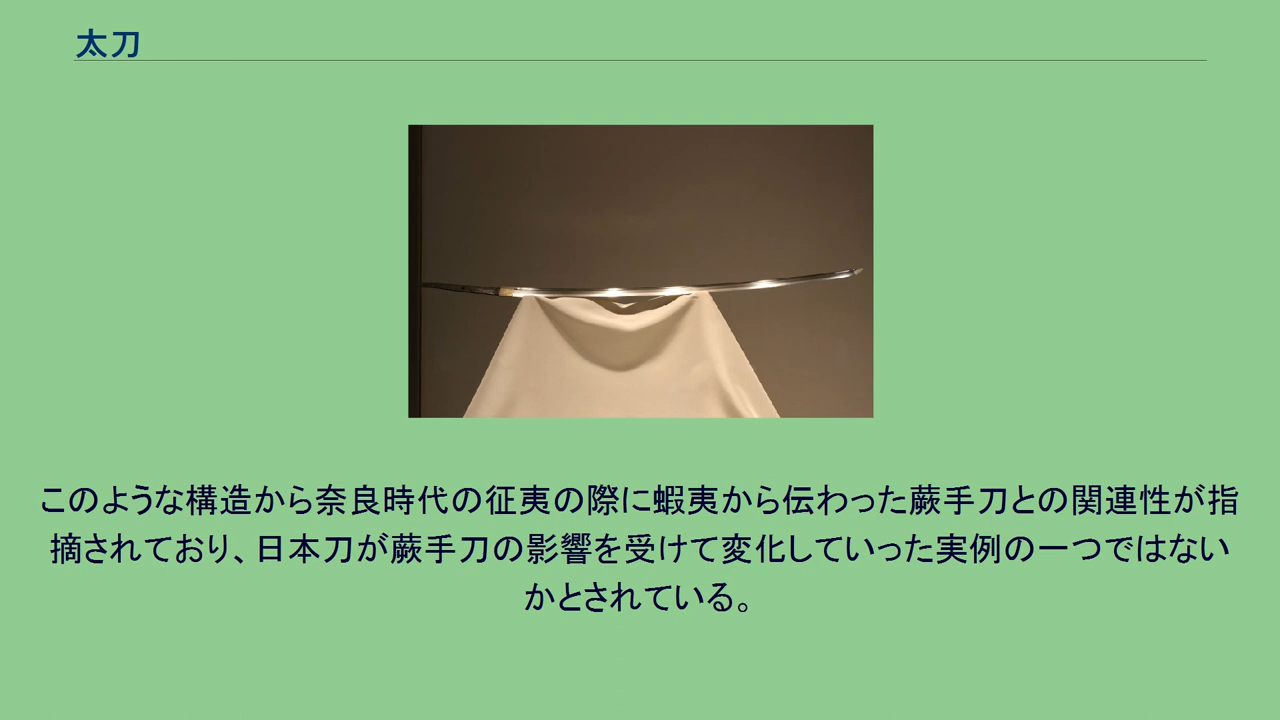 太刀
このような構造から奈良時代の征夷の際に蝦夷から伝わった蕨手刀との関連性が指
摘されており、日本刀が蕨手刀の影響を受けて変化していった実例の一つではない
かとされている。